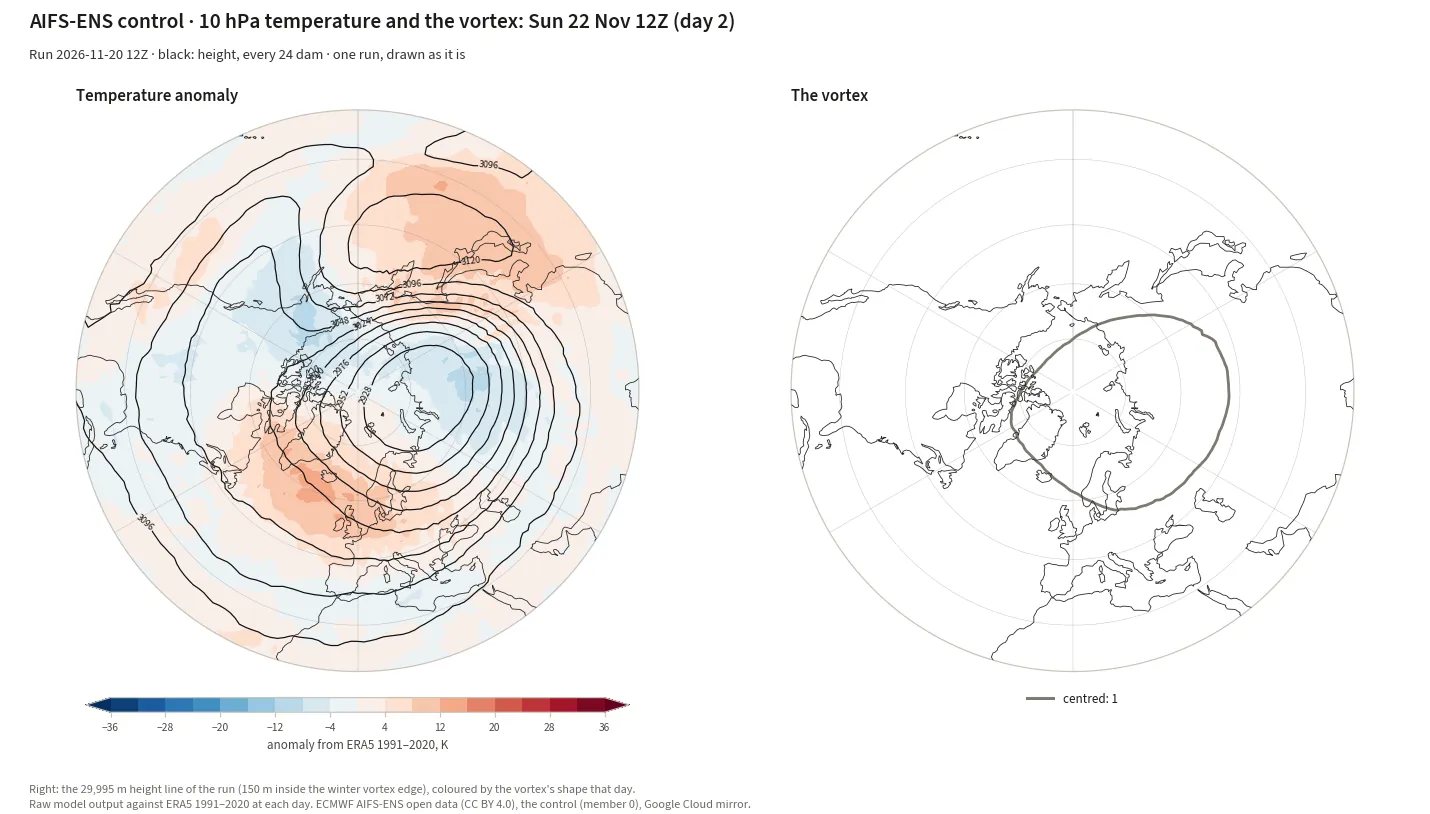 AIFS-ENS control · 10 hPa temperature and the vortex: Sun 22 Nov 12Z (day 2)
Run 2026-11-20 12Z · black: height, every 24 dam · one run, drawn as it is
Temperature anomaly
The vortex
3096
3120
3096
3072
3048
3024
2976
2952
2928
3096
centred: 1
−36 −28 −20 −12 −4 4 12 20 28 36
anomaly from ERA5 1991–2020, K
Right: the 29,995 m height line of the run (150 m inside the winter vortex edge), coloured by the vortex's shape that day.
Raw model output against ERA5 1991–2020 at each day. ECMWF AIFS-ENS open data (CC BY 4.0), the control (member 0), Google Cloud mirror.